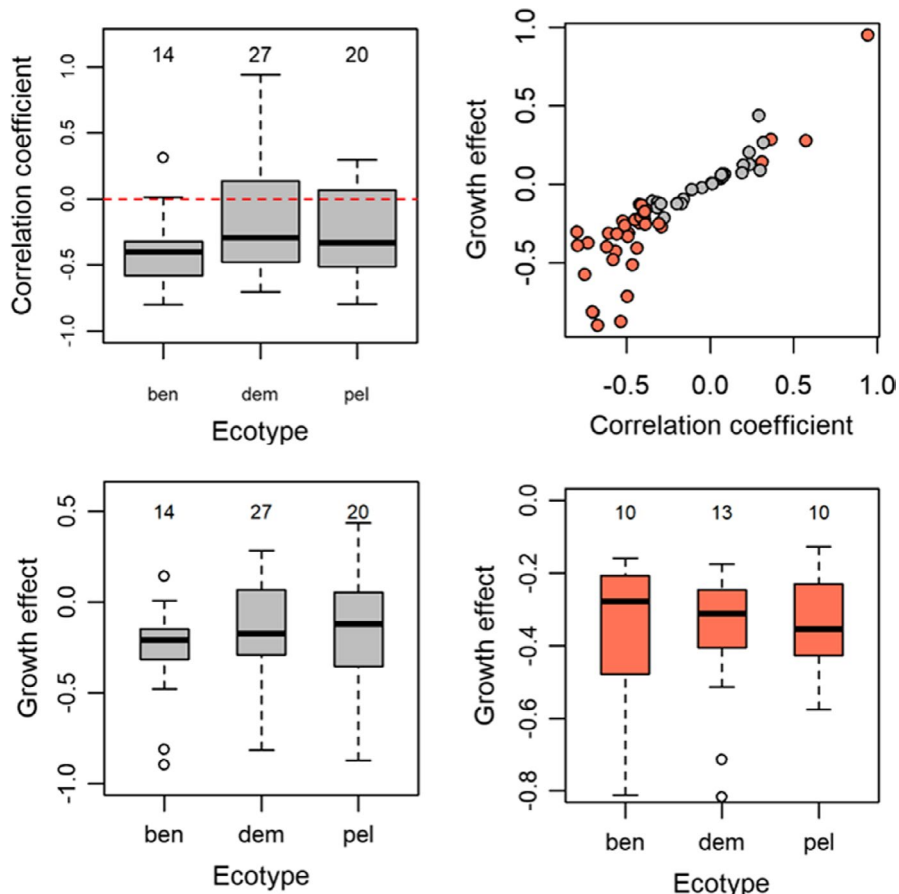 14 27 20
1.0
0.5
0.0
-0.5
-1.0
Correlation coefficient
ben dem pel
Ecotype
1.0
0.5
0.0
-0.5
Growth effect
-0.5 0.0 0.5 1.0
Correlation coefficient
14 27 20
0.5
0.0
-0.5
-1.0
Growth effect
ben dem pel
Ecotype
10 13 10
0.0
-0.2
-0.4
-0.6
-0.8
Growth effect
ben dem pel
Ecotype